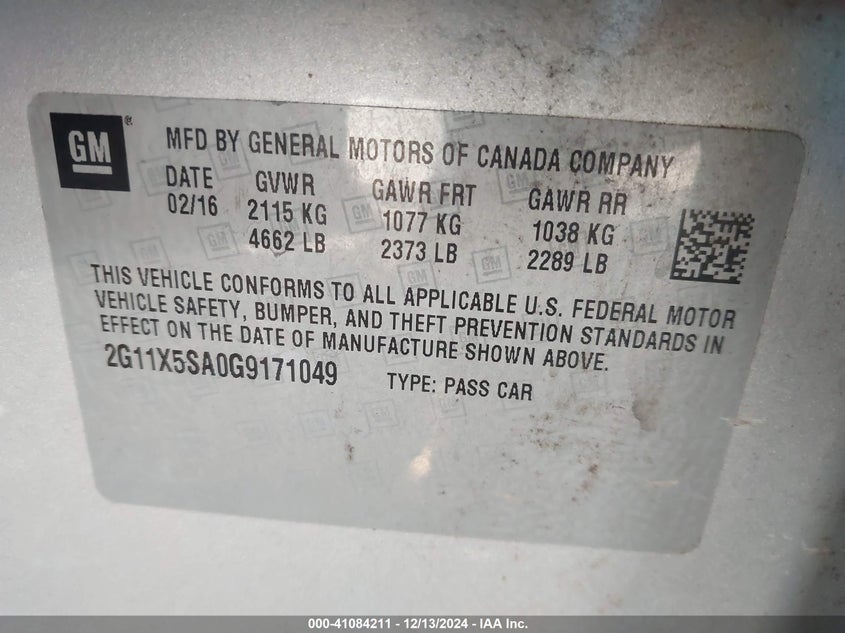 GM
MFD BY GENERAL MOTORS OF CANADA COMPANY
DATE GVWR GAWR FRT GAWR RR
02/16 2115 KG 1077 KG 1038 KG
4662 LB 2373 LB 2289 LB
THIS VEHICLE CONFORMS TO ALL APPLICABLE U.S. FEDERAL MOTOR
VEHICLE SAFETY, BUMPER, AND THEFT PREVENTION STANDARDS IN
EFFECT ON THE DATE OF MANUFACTURE SHOWN ABOVE.
2G11X5SA0G9171049 TYPE: PASS CAR
000-41084211 - 12/13/2024 - IAA Inc.